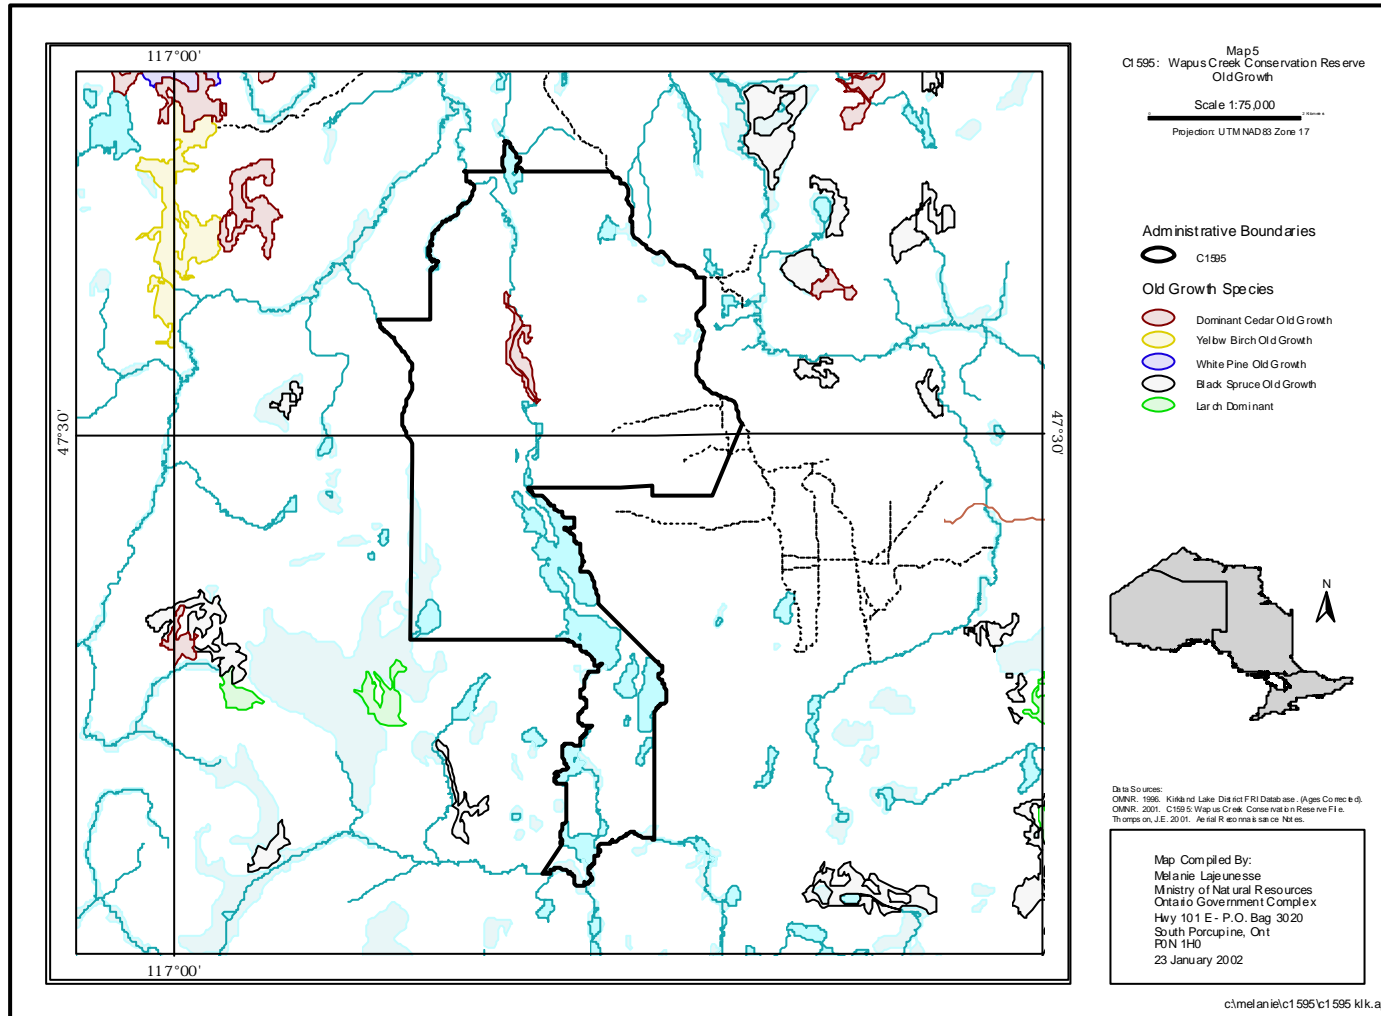 Map 5
C1595: Wapus Creek Conservation Reserve
Old Growth
Scale 1:75,000
Projection: UTM NAD83 Zone 17
Administrative Boundaries
C1595
Old Growth Species
Dominant Cedar Old Growth
Yellow Birch Old Growth
White Pine Old Growth
Black Spruce Old Growth
Larch Dominant
117°00'
47°30'
47°30'
117°00'
N
Data Sources:
OMNR. 1996. Kirkland Lake District FRI Database. (Ages Corrected).
OMNR. 2001. C1595: Wapus Creek Conservation Reserve File.
Thompson, J.E. 2001. Aerial Reconnaissance Notes.
Map Compiled By:
Melanie Lajeunesse
Ministry of Natural Resources
Ontario Government Complex
Hwy 101 E - P.O. Bag 3020
South Porcupine, Ont
P0N 1H0
23 January 2002
c:\melanie\c1595\c1595 klk.a